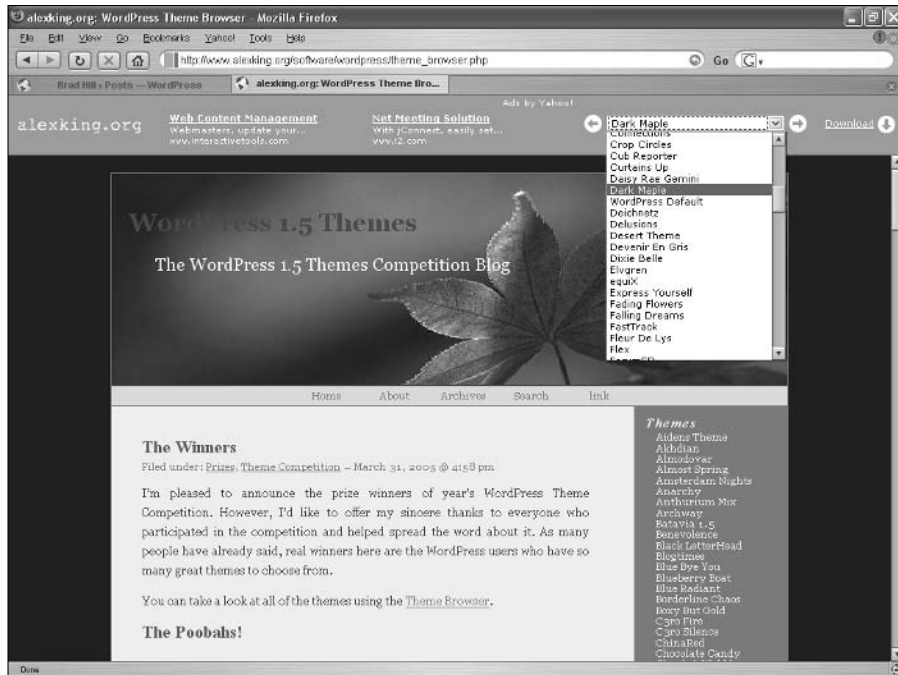 alexking.org: WordPress Theme Browser - Mozilla Firefox
File Edit View Go Bookmarks Yahoo! Tools Help
http://www.alexking.org/software/wordpress/theme_browser.php
Go
Brad Hill › Posts — WordPress
alexking.org: WordPress Theme Bro...
Ads by Yahoo!
alexking.org
Web Content Management
Webmasters, update your...
www.interactivetools.com
Net Meeting Solution
With jConnect, easily set...
www.j2.com
Dark Maple
Download
Connections
Crop Circles
Cub Reporter
Curtains Up
Daisy Rae Gemini
Dark Maple
WordPress Default
Deichnetz
Delusions
Desert Theme
Devenir En Gris
Dixie Belle
Elvgren
equiX
Express Yourself
Fading Flowers
Falling Dreams
FastTrack
Fleur De Lys
Flex
WordPress 1.5 Themes
The WordPress 1.5 Themes Competition Blog
Home About Archives Search link
The Winners
Filed under: Prizes, Theme Competition – March 31, 2005 @ 4:58 pm
I'm pleased to announce the prize winners of year's WordPress Theme
Competition. However, I'd like to offer my sincere thanks to everyone who
participated in the competition and helped spread the word about it. As many
people have already said, real winners here are the WordPress users who have so
many great themes to choose from.
You can take a look at all of the themes using the Theme Browser.
The Poobahs!
Themes
Aidens Theme
Akhdian
Almodovar
Almost Spring
Amsterdam Nights
Anarchy
Anthurium Mix
Archway
Batavia 1.5
Benevolence
Black LetterHead
Blogtimes
Blue Bye You
Blueberry Boat
Blue Radiant
Borderline Chaos
Boxy But Gold
C3ro Fire
C3ro Silence
ChinaRed
Chocolate Candy
Done